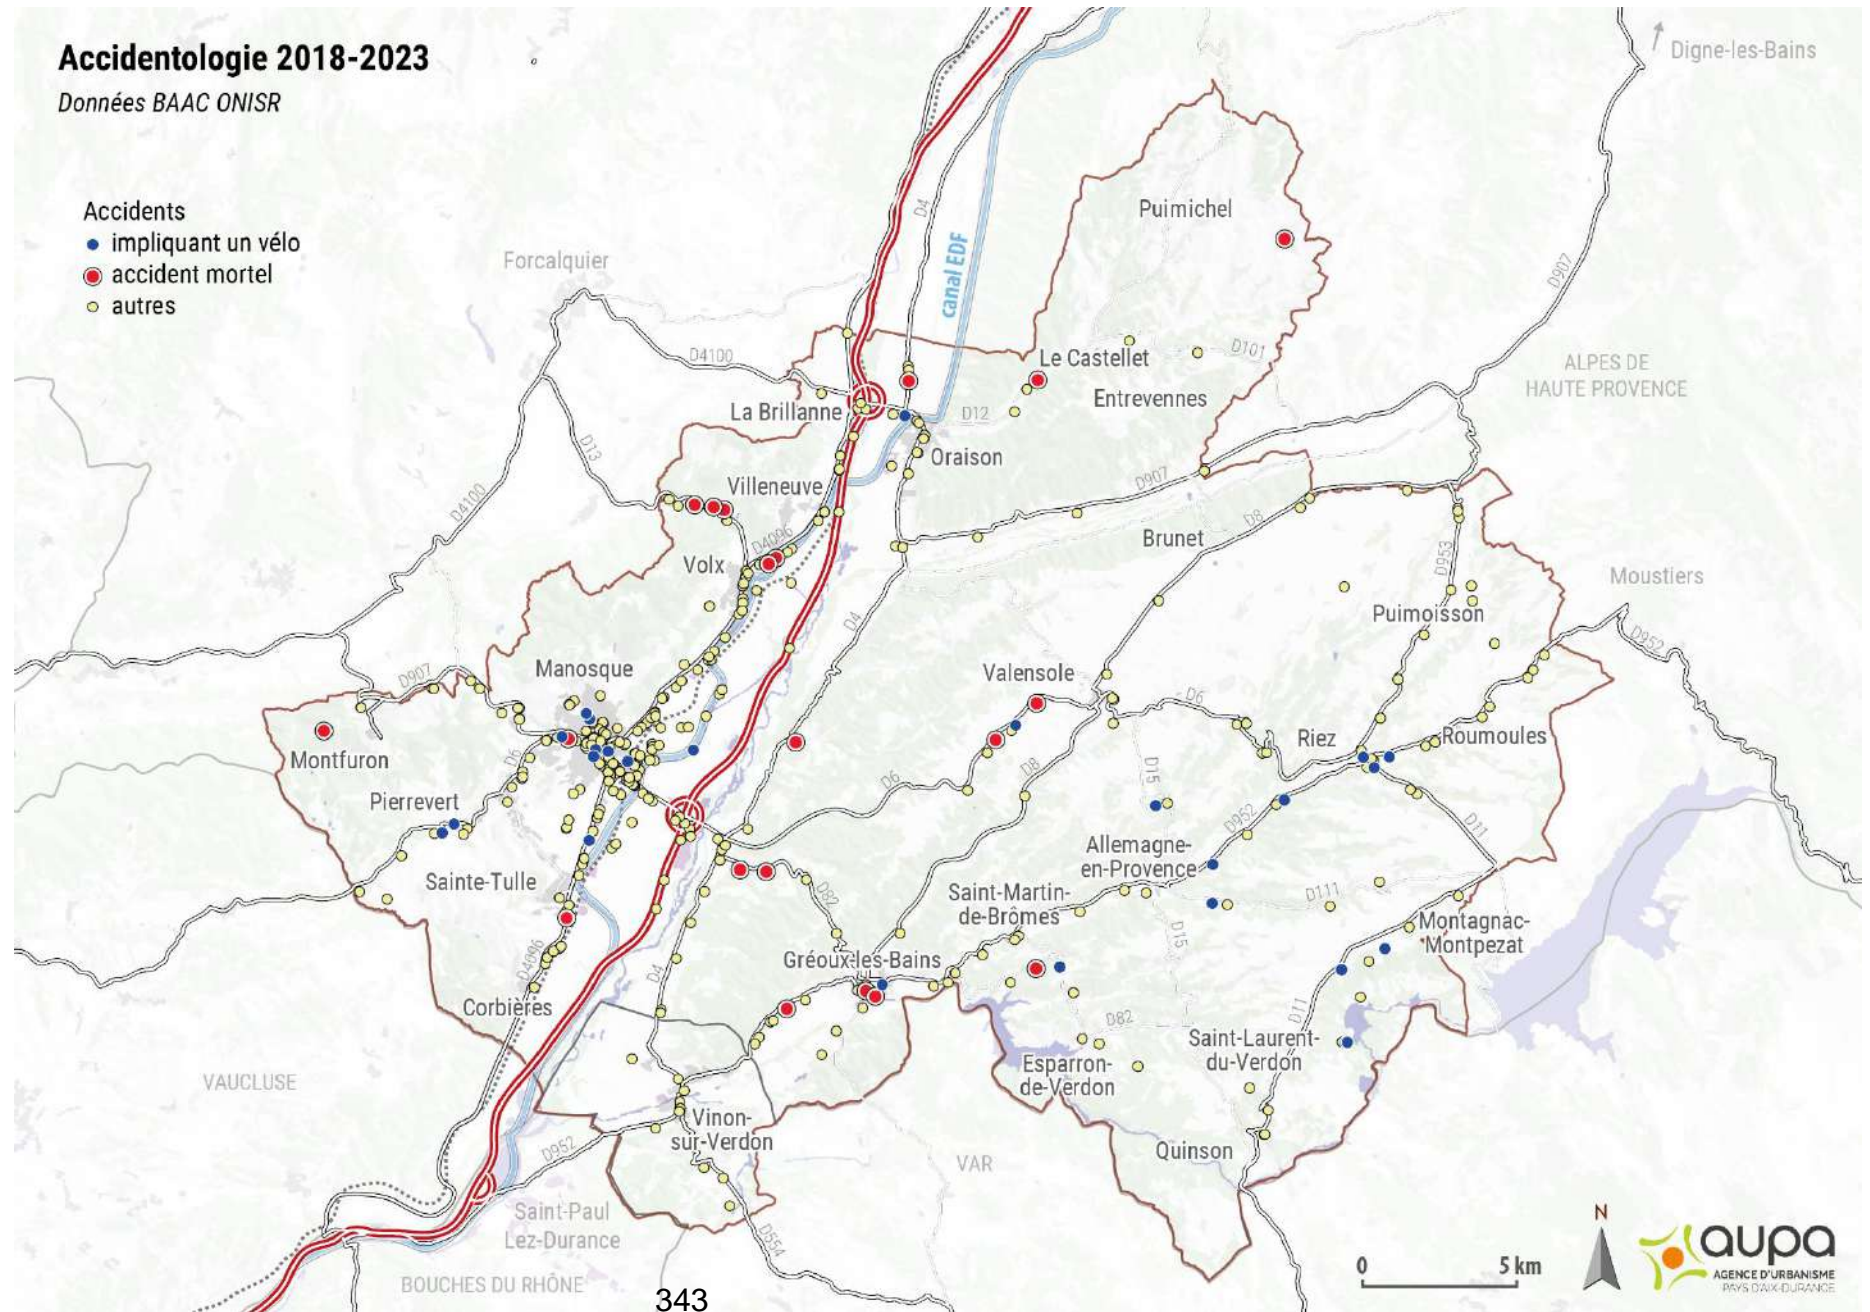 Accidentologie 2018-2023
Données BAAC ONISR
Digne-les-Bains
Accidents
impliquant un vélo
accident mortel
autres
Puimichel
D4
canal EDF
Forcalquier
D907
D4100
Le Castellet
D101
ALPES DE
HAUTE PROVENCE
Entrevennes
La Brillanne
D12
D13
Oraison
D907
Villeneuve
D4100
D8
D4096
Brunet
Volx
D953
Moustiers
Puimoisson
D4
D952
Manosque
Valensole
D907
D6
Montfuron
D6
Riez
Roumoules
D6
D8
D15
Pierrevert
D952
D11
Allemagne-
en-Provence
Sainte-Tulle
D82
Saint-Martin-
de-Brômes
D111
Montagnac-
Montpezat
D15
D4096
D4
Gréoux-les-Bains
Corbières
D11
D82
Saint-Laurent-
du-Verdon
Esparron-
de-Verdon
VAUCLUSE
Vinon-
sur-Verdon
D952
Quinson
VAR
Saint-Paul
Lez-Durance
D554
BOUCHES DU RHÔNE
N
0 5 km
aupa
AGENCE D'URBANISME
PAYS D'AIX-DURANCE
343